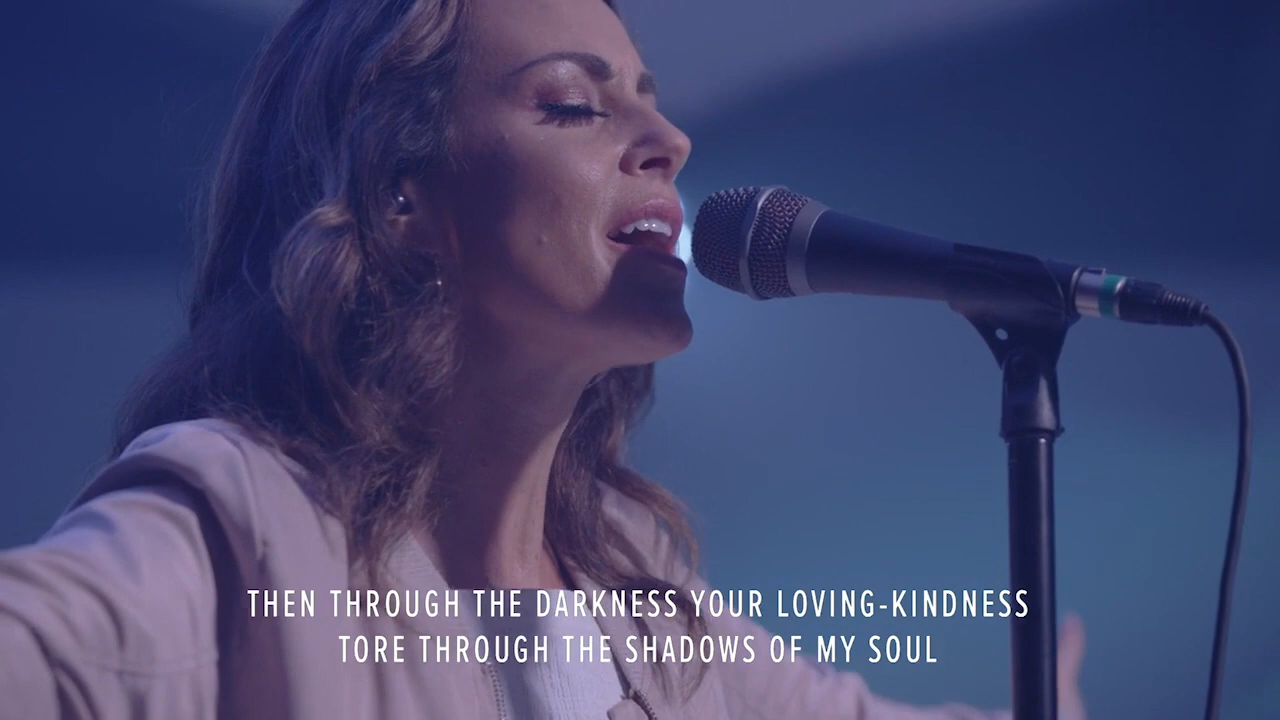 THEN THROUGH THE DARKNESS YOUR LOVING-KINDNESS
TORE THROUGH THE SHADOWS OF MY SOUL